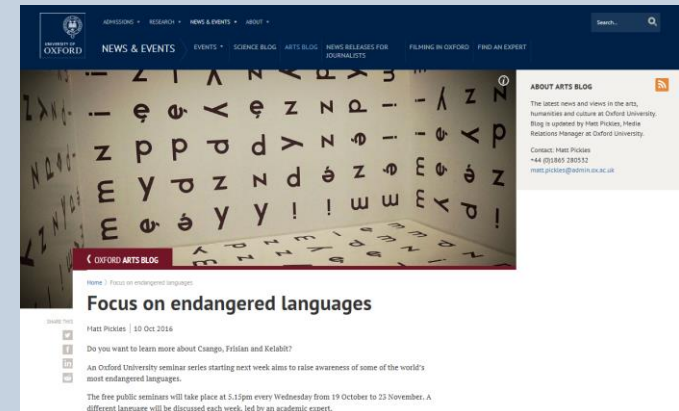 ADMISSIONS RESEARCH NEWS & EVENTS ABOUT
Search...
UNIVERSITY OF
OXFORD
NEWS & EVENTS
EVENTS SCIENCE BLOG ARTS BLOG NEWS RELEASES FOR JOURNALISTS FILMING IN OXFORD FIND AN EXPERT
OXFORD ARTS BLOG
Home Focus on endangered languages
Focus on endangered languages
SHARE THIS
Matt Pickles | 10 Oct 2016
Do you want to learn more about Csango, Frisian and Kelabit?
An Oxford University seminar series starting next week aims to raise awareness of some of the world's
most endangered languages.
The free public seminars will take place at 5.15pm every Wednesday from 19 October to 23 November. A
different language will be discussed each week, led by an academic expert.
ABOUT ARTS BLOG
The latest news and views in the arts,
humanities and culture at Oxford University.
Blog is updated by Matt Pickles, Media
Relations Manager at Oxford University.
Contact: Matt Pickles
+44 (0)1865 280532
matt.pickles@admin.ox.ac.uk